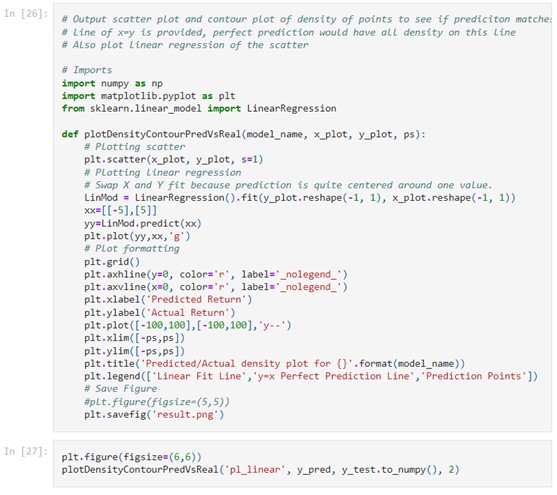 In [26]:
# Output scatter plot and contour plot of density of points to see if prediciton matches
# Line of x=y is provided, perfect prediction would have all density on this line
# Also plot linear regression of the scatter

# Imports
import numpy as np
import matplotlib.pyplot as plt
from sklearn.linear_model import LinearRegression

def plotDensityContourPredVsReal(model_name, x_plot, y_plot, ps):
    # Plotting scatter
    plt.scatter(x_plot, y_plot, s=1)
    # Plotting linear regression
    # Swap X and Y fit because prediction is quite centered around one value.
    LinMod = LinearRegression().fit(y_plot.reshape(-1, 1), x_plot.reshape(-1, 1))
    xx=[[-5],[5]]
    yy=LinMod.predict(xx)
    plt.plot(yy,xx,'g')
    # Plot formatting
    plt.grid()
    plt.axhline(y=0, color='r', label='_nolegend_')
    plt.axvline(x=0, color='r', label='_nolegend_')
    plt.xlabel('Predicted Return')
    plt.ylabel('Actual Return')
    plt.plot([-100,100],[-100,100],'y--')
    plt.xlim([-ps,ps])
    plt.ylim([-ps,ps])
    plt.title('Predicted/Actual density plot for {}'.format(model_name))
    plt.legend(['Linear Fit Line','y=x Perfect Prediction Line','Prediction Points'])
    # Save Figure
    #plt.figure(figsize=(5,5))
    plt.savefig('result.png')
In [27]:
plt.figure(figsize=(6,6))
plotDensityContourPredVsReal('pl_linear', y_pred, y_test.to_numpy(), 2)